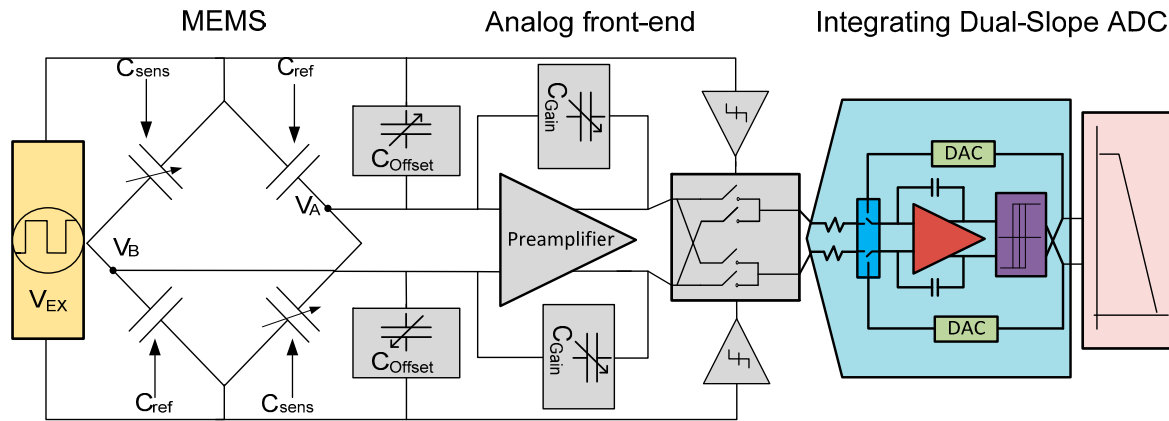 MEMS
Analog front-end
Integrating Dual-Slope ADC
Csens
Cref
COffset
CGain
VA
VB
VEX
Preamplifier
DAC
DAC
COffset
CGain
Cref
Csens